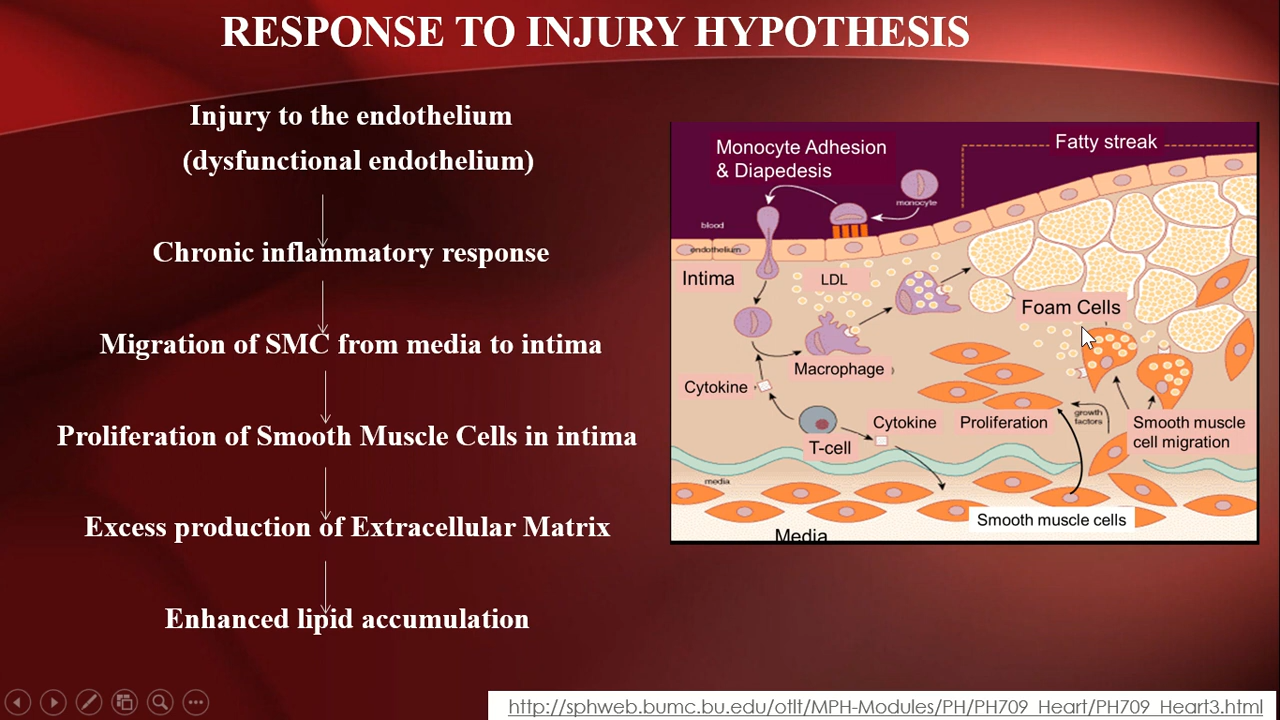 RESPONSE TO INJURY HYPOTHESIS
Injury to the endothelium
(dysfunctional endothelium)
Chronic inflammatory response
Migration of SMC from media to intima
Proliferation of Smooth Muscle Cells in intima
Excess production of Extracellular Matrix
Enhanced lipid accumulation
Monocyte Adhesion
& Diapedesis
Fatty streak
monocyte
blood
endothelium
Intima
LDL
Foam Cells
Macrophage
Cytokine
T-cell
Cytokine
Proliferation
growth
factors
Smooth muscle
cell migration
media
Smooth muscle cells
Media
http://sphweb.bumc.bu.edu/otlt/MPH-Modules/PH/PH709_Heart/PH709_Heart3.html